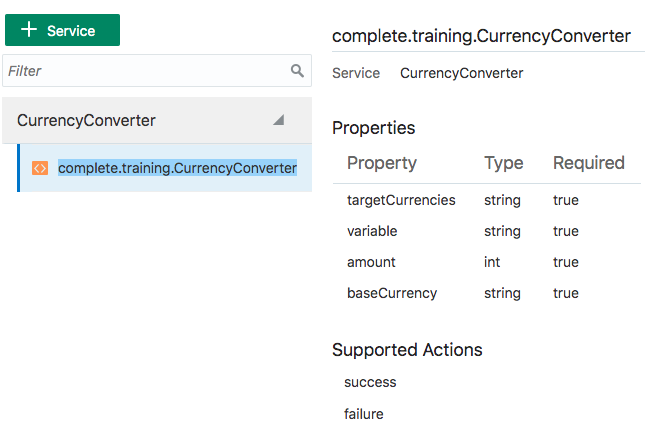 Service
Filter
CurrencyConverter
complete.training.CurrencyConverter
complete.training.CurrencyConverter
Service CurrencyConverter
Properties
Property Type Required
targetCurrencies string true
variable string true
amount int true
baseCurrency string true
Supported Actions
success
failure